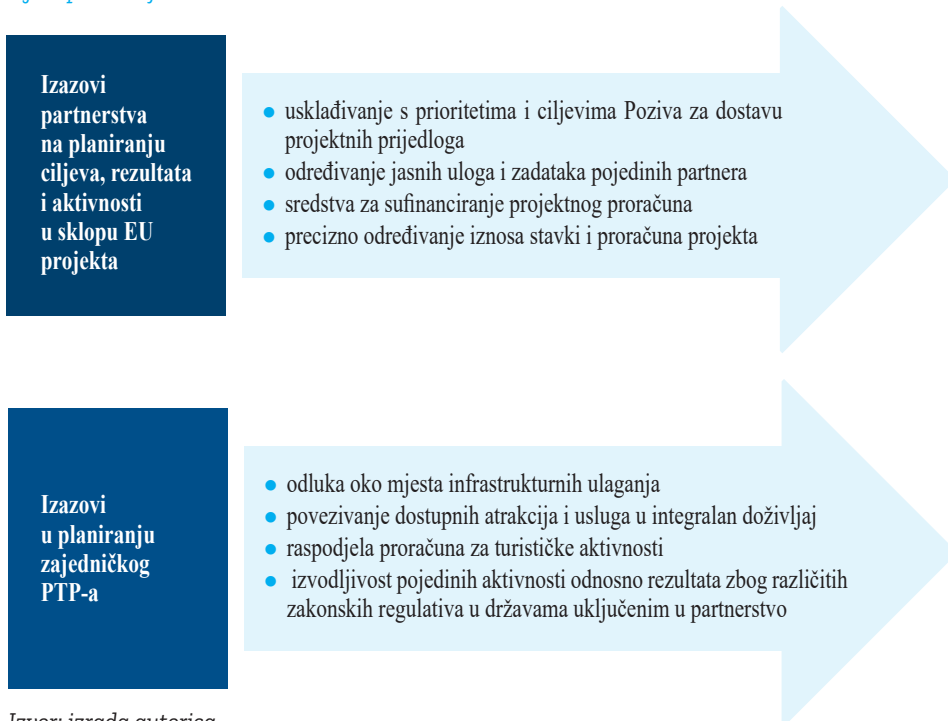 Izazovi
partnerstva
na planiranju
ciljeva, rezultata
i aktivnosti
u sklopu EU
projekta
● usklađivanje s prioritetima i ciljevima Poziva za dostavu
projektnih prijedloga
● određivanje jasnih uloga i zadataka pojedinih partnera
● sredstva za sufinanciranje projektnog proračuna
● precizno određivanje iznosa stavki i proračuna projekta
Izazovi
u planiranju
zajedničkog
PTP-a
● odluka oko mjesta infrastrukturnih ulaganja
● povezivanje dostupnih atrakcija i usluga u integralan doživljaj
● raspodjela proračuna za turističke aktivnosti
● izvodljivost pojedinih aktivnosti odnosno rezultata zbog različitih
zakonskih regulativa u državama uključenim u partnerstvo
Izvor: izrada autorica